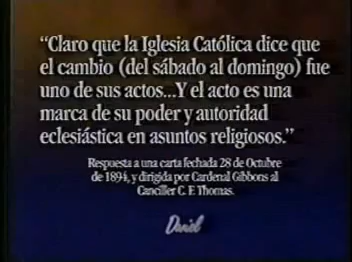 “Claro que la Iglesia Católica dice que
el cambio (del sábado al domingo) fue
uno de sus actos...Y el acto es una
marca de su poder y autoridad
eclesiástica en asuntos religiosos.”
Respuesta a una carta fechada 28 de Octubre
de 1894, y dirigida por Cardenal Gibbons al
Canciller C. F. Thomas.
Daniel